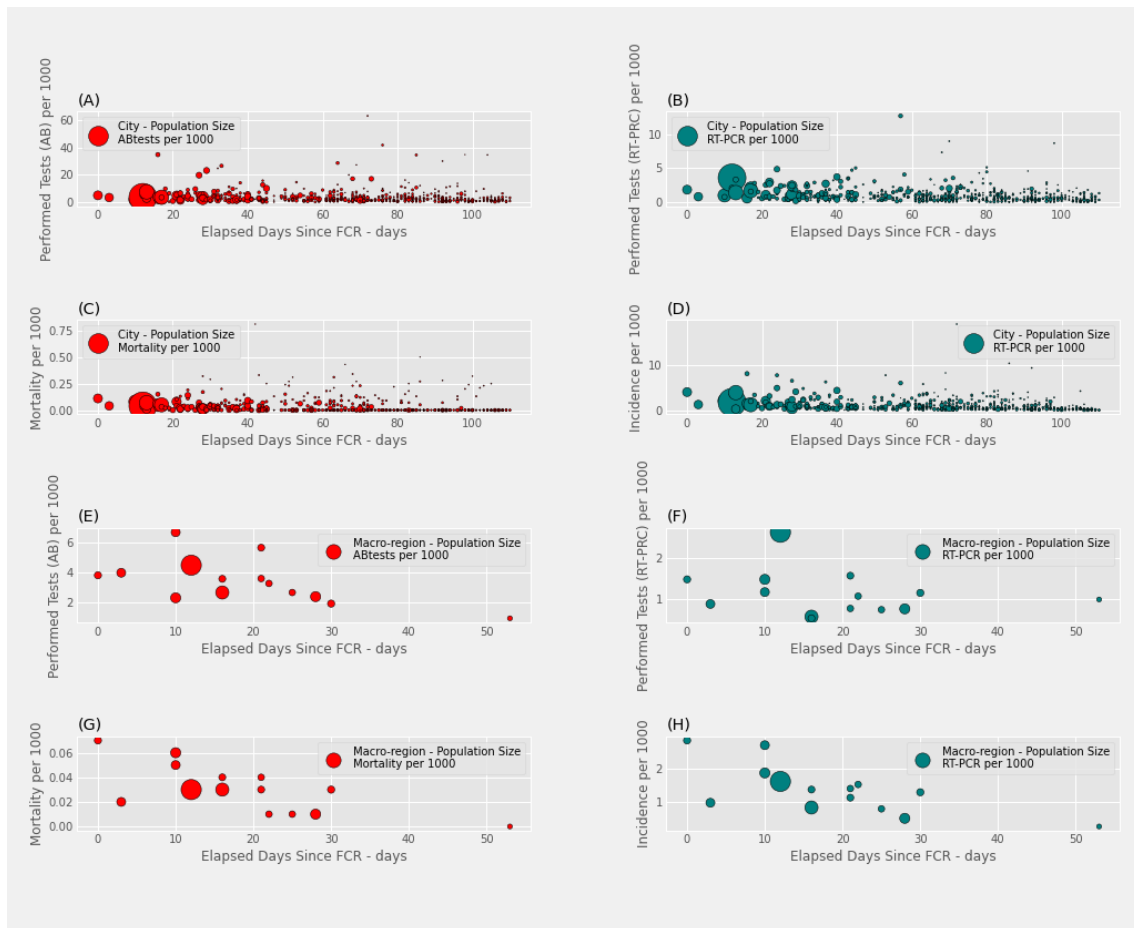 (A)
Performed Tests (AB) per 1000
60
40
20
0
City - Population Size
ABtests per 1000
0 20 40 60 80 100
Elapsed Days Since FCR - days
(B)
Performed Tests (RT-PRC) per 1000
10
5
0
City - Population Size
RT-PCR per 1000
0 20 40 60 80 100
Elapsed Days Since FCR - days
(C)
Mortality per 1000
0.75
0.50
0.25
0.00
City - Population Size
Mortality per 1000
0 20 40 60 80 100
Elapsed Days Since FCR - days
(D)
Incidence per 1000
10
0
City - Population Size
RT-PCR per 1000
0 20 40 60 80 100
Elapsed Days Since FCR - days
(E)
Performed Tests (AB) per 1000
6
4
2
Macro-region - Population Size
ABtests per 1000
0 10 20 30 40 50
Elapsed Days Since FCR - days
(F)
Performed Tests (RT-PRC) per 1000
2
1
Macro-region - Population Size
RT-PCR per 1000
0 10 20 30 40 50
Elapsed Days Since FCR - days
(G)
Mortality per 1000
0.06
0.04
0.02
0.00
Macro-region - Population Size
Mortality per 1000
0 10 20 30 40 50
Elapsed Days Since FCR - days
(H)
Incidence per 1000
2
1
Macro-region - Population Size
RT-PCR per 1000
0 10 20 30 40 50
Elapsed Days Since FCR - days